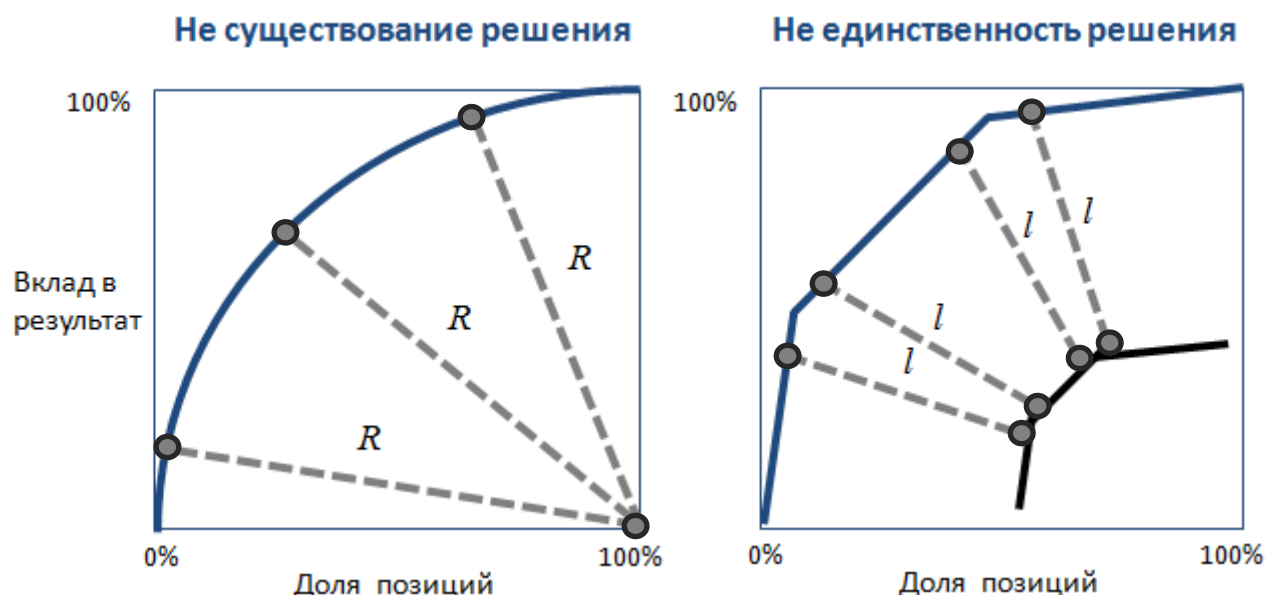 Не существование решения
100%
R
R
R
Вклад в
результат
0%
100%
Доля позиций
Не единственность решения
100%
l
l
l
l
0%
100%
Доля позиций